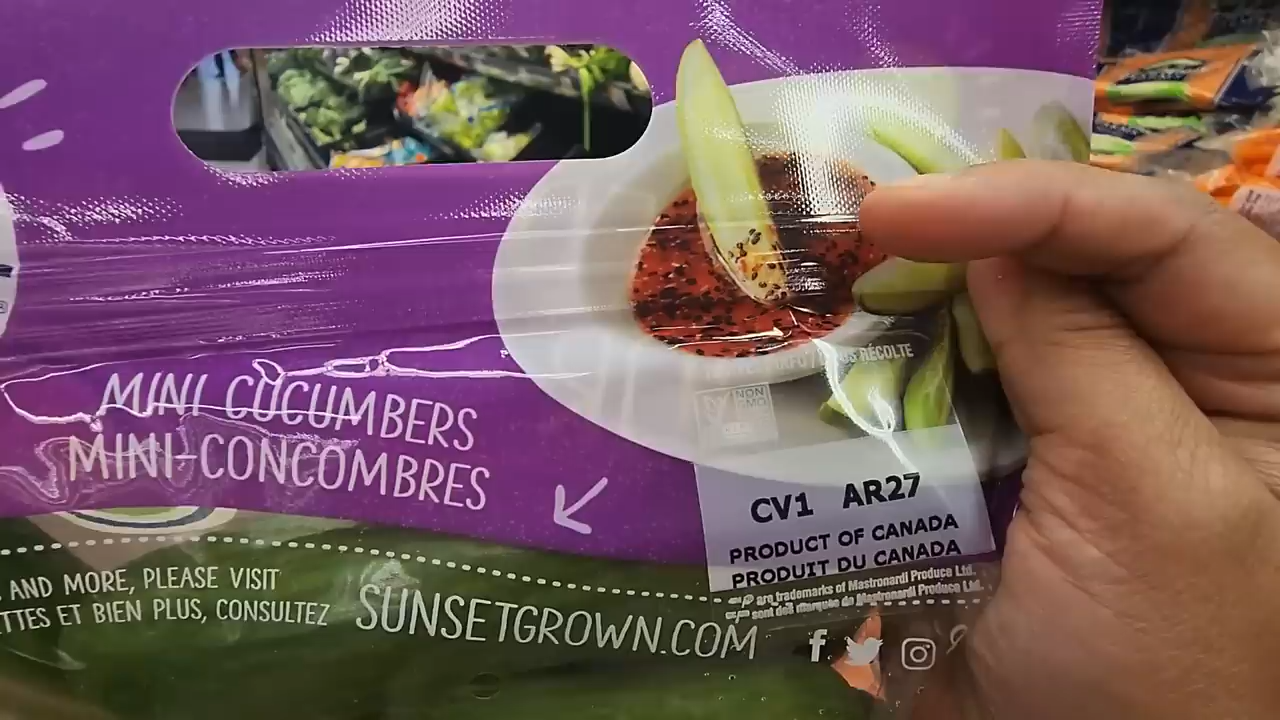 MINI CUCUMBERS
MINI-CONCOMBRES
RÉCOLTE
NON
GMO
CV1 AR27
PRODUCT OF CANADA
PRODUIT DU CANADA
are trademarks of Mastronardi Produce Ltd.
sont des marques de Mastronardi Produce Ltd.
AND MORE, PLEASE VISIT
ET BIEN PLUS, CONSULTEZ
SUNSETGROWN.COM